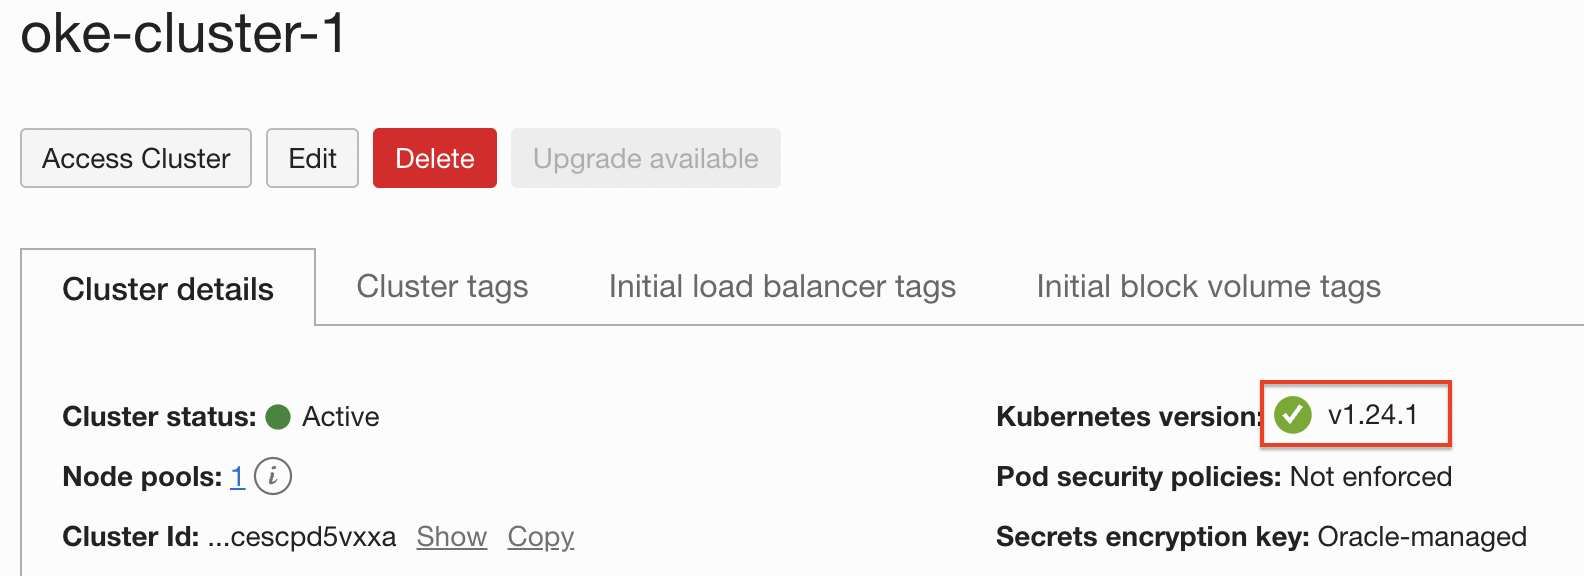 oke-cluster-1
Access Cluster Edit Delete Upgrade available
Cluster details Cluster tags Initial load balancer tags Initial block volume tags
Cluster status: Active Kubernetes version: v1.24.1
Node pools: 1 i Pod security policies: Not enforced
Cluster Id: ...cescpd5vxxa Show Copy Secrets encryption key: Oracle-managed